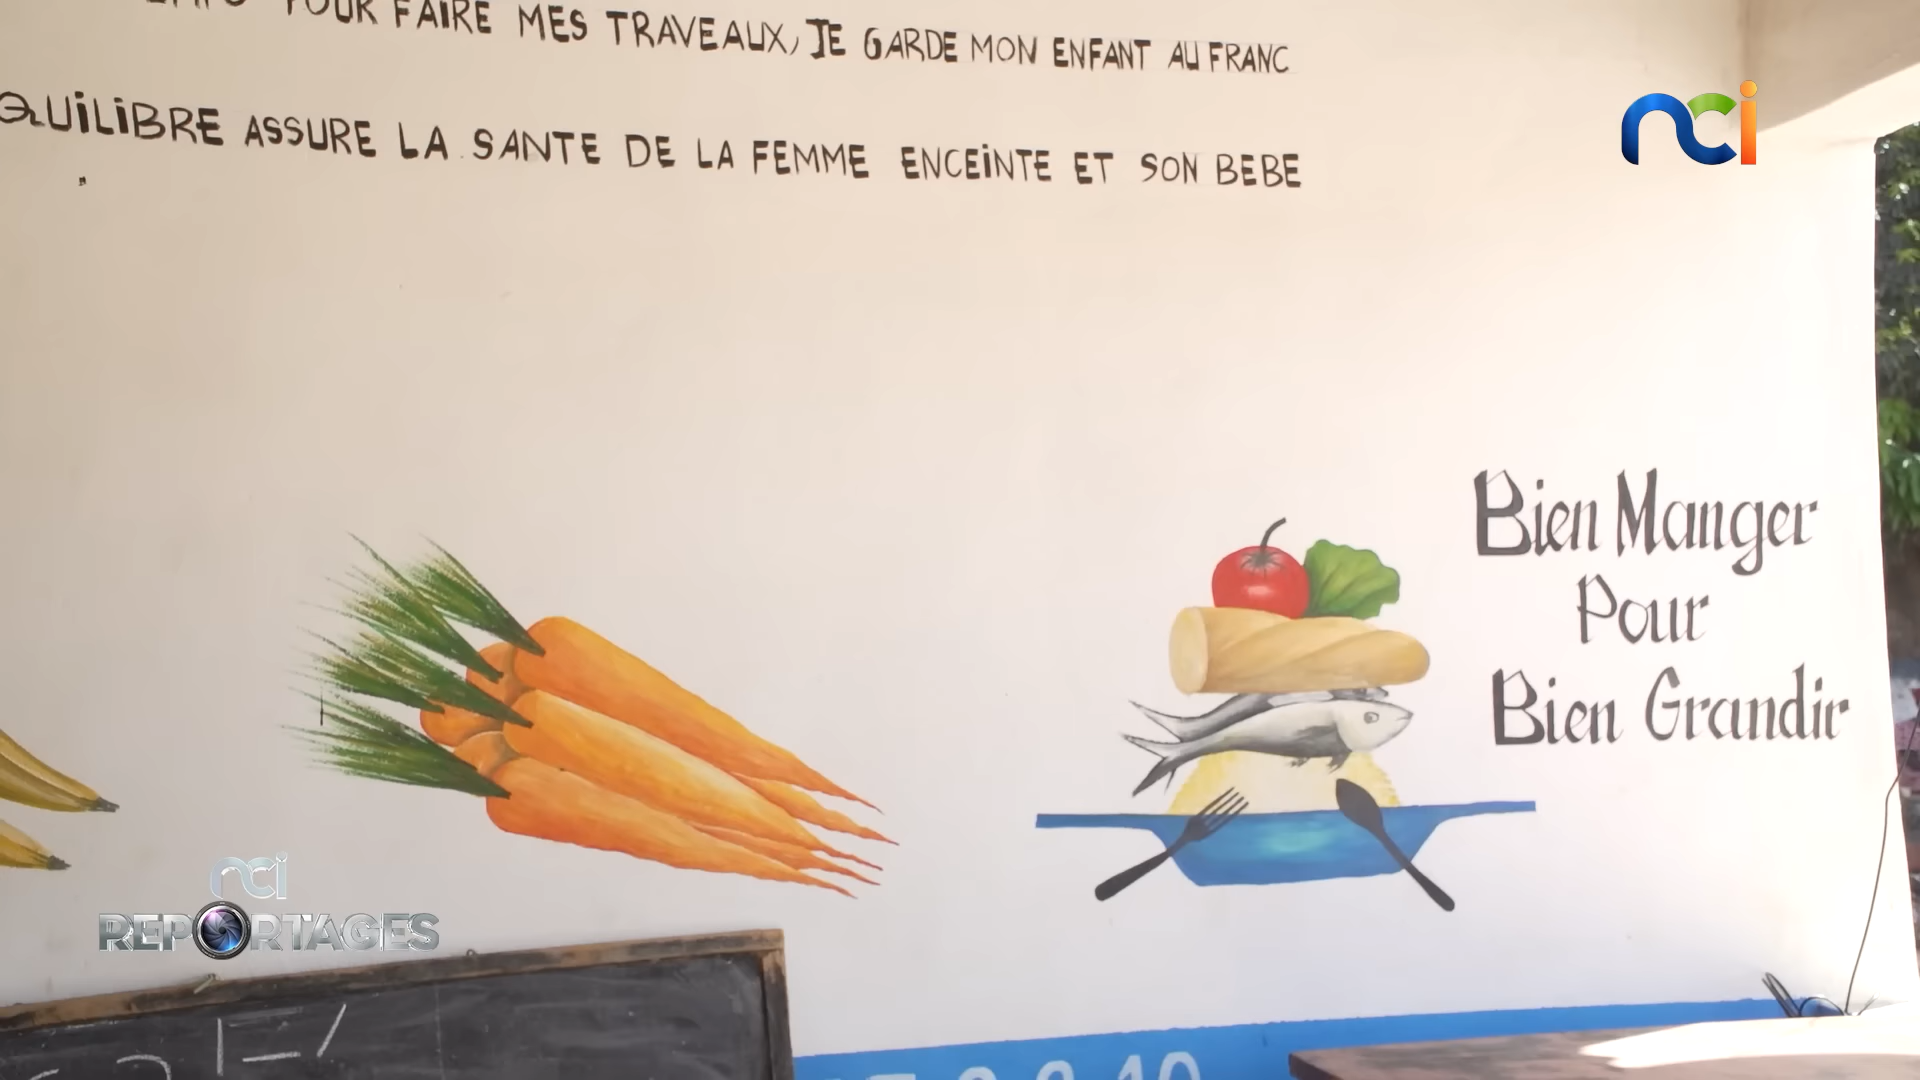 POUR FAIRE MES TRAVEAUX, JE GARDE MON ENFANT AU FRANC
QUILIBRE ASSURE LA SANTE DE LA FEMME ENCEINTE ET SON BEBE
nci
Bien Manger
Pour
Bien Grandir
nci
REPORTAGES
10